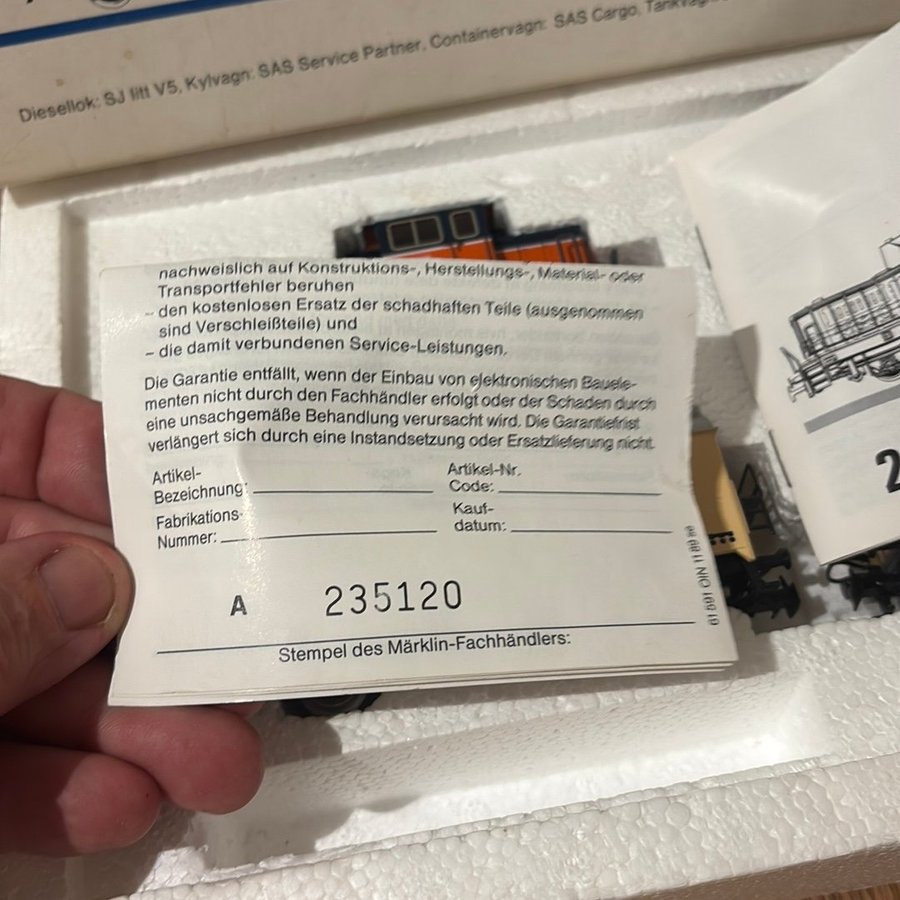 Diesellok: SJ litt V5, Kylvagn: SAS Service Partner, Containervagn: SAS Cargo,
nachweislich auf Konstruktions-, Herstellungs-, Material- oder
Transportfehler beruhen
– den kostenlosen Ersatz der schadhaften Teile (ausgenommen
sind Verschleißteile) und
– die damit verbundenen Service-Leistungen.
Die Garantie entfällt, wenn der Einbau von elektronischen Bauele-
menten nicht durch den Fachhändler erfolgt oder der Schaden durch
eine unsachgemäße Behandlung verursacht wird. Die Garantiefrist
verlängert sich durch eine Instandsetzung oder Ersatzlieferung nicht.
Artikel-
Bezeichnung:
Artikel-Nr.
Code:
Fabrikations-
Nummer:
Kauf-
datum:
A 235120
Stempel des Märklin-Fachhändlers:
2